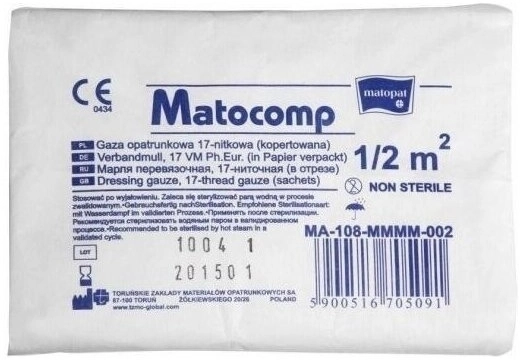 CE
0434
Matocomp
matopat
PL Gaza opatrunkowa 17-nitkowa (kopertowana)
DE Verbandmull, 17 VM Ph.Eur. (in Papier verpackt)
RU Марля перевязочная, 17-ниточная (в отрезе)
GB Dressing gauze, 17-thread gauze (sachets)
1/2 m²
NON STERILE
Stosować po wyjałowieniu. Zaleca się sterylizować parą wodną w procesie
zwalidowanym.•Gebrauchsfertig nachSterilisation. Empfohlene Sterilisationsart:
mit Wasserdampf im validierten Prozess.•Применять после стерилизации.
Рекомендуется стерилизовать водяным паром в валидированном
процессе.•Recommended to be sterilised by hot steam in a
validated cycle.
MA-108-MMMM-002
LOT
1004 1
201501
TORUŃSKIE ZAKŁADY MATERIAŁÓW OPATRUNKOWYCH SA
87-100 TORUŃ ŻÓŁKIEWSKIEGO 20/26 POLAND
www.tzmo-global.com
5 900516 705091